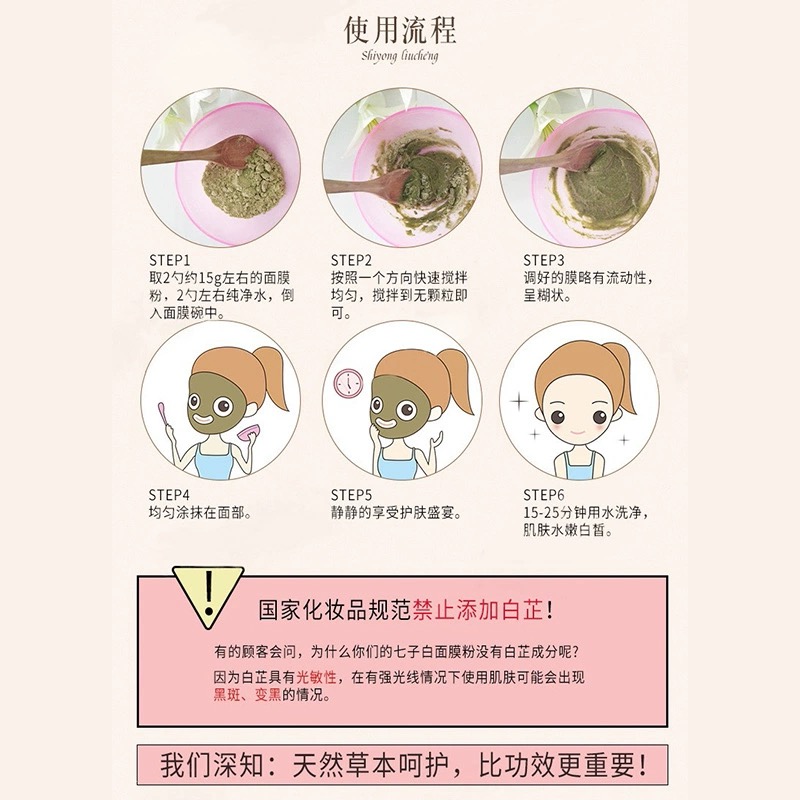 使用流程
Shiyong liucheng
STEP1
取2勺约15g左右的面膜
粉，2勺左右纯净水，倒
入面膜碗中。
STEP2
按照一个方向快速搅拌
均匀，搅拌到无颗粒即
可。
STEP3
调好的膜略有流动性，
呈糊状。
STEP4
均匀涂抹在面部。
STEP5
静静的享受护肤盛宴。
STEP6
15-25分钟用水洗净，
肌肤水嫩白皙。
国家化妆品规范禁止添加白芷！
有的顾客会问，为什么你们的七子白面膜粉没有白芷成分呢？
因为白芷具有光敏性，在有强光线情况下使用肌肤可能会出现
黑斑、变黑的情况。
我们深知：天然草本呵护，比功效更重要！